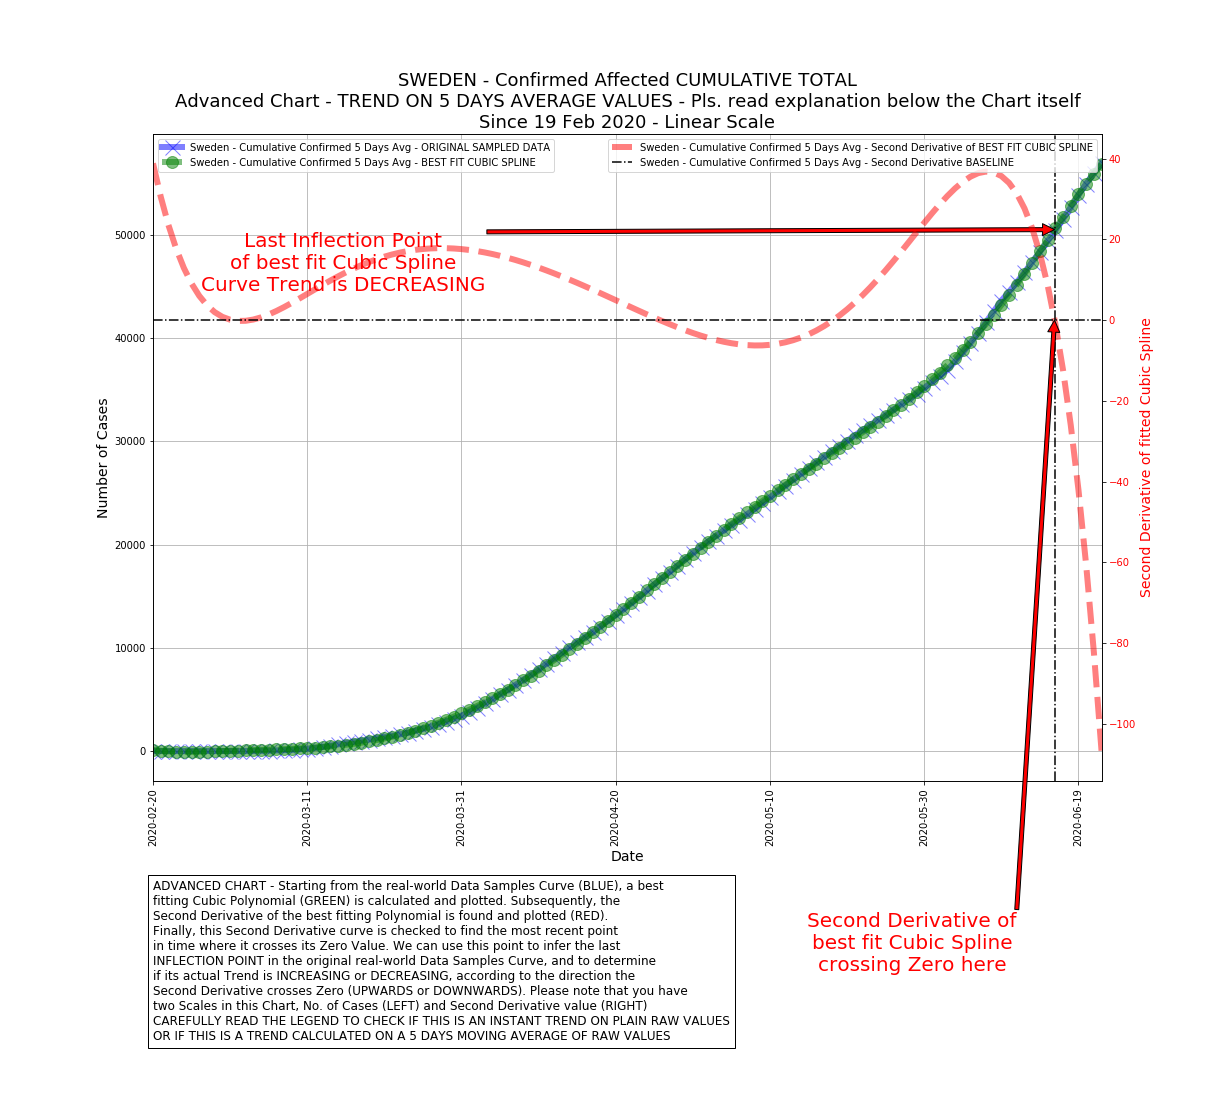 SWEDEN - Confirmed Affected CUMULATIVE TOTAL
Advanced Chart - TREND ON 5 DAYS AVERAGE VALUES - Pls. read explanation below the Chart itself
Since 19 Feb 2020 - Linear Scale
Sweden - Cumulative Confirmed 5 Days Avg - ORIGINAL SAMPLED DATA
Sweden - Cumulative Confirmed 5 Days Avg - BEST FIT CUBIC SPLINE
Sweden - Cumulative Confirmed 5 Days Avg - Second Derivative of BEST FIT CUBIC SPLINE
Sweden - Cumulative Confirmed 5 Days Avg - Second Derivative BASELINE
Last Inflection Point
of best fit Cubic Spline
Curve Trend is DECREASING
Number of Cases
50000
40000
30000
20000
10000
0
40
20
0
−20
−40
−60
−80
−100
Second Derivative of fitted Cubic Spline
2020-02-20
2020-03-11
2020-03-31
2020-04-20
2020-05-10
2020-05-30
2020-06-19
Date
Second Derivative of
best fit Cubic Spline
crossing Zero here
ADVANCED CHART - Starting from the real-world Data Samples Curve (BLUE), a best
fitting Cubic Polynomial (GREEN) is calculated and plotted. Subsequently, the
Second Derivative of the best fitting Polynomial is found and plotted (RED).
Finally, this Second Derivative curve is checked to find the most recent point
in time where it crosses its Zero Value. We can use this point to infer the last
INFLECTION POINT in the original real-world Data Samples Curve, and to determine
if its actual Trend is INCREASING or DECREASING, according to the direction the
Second Derivative crosses Zero (UPWARDS or DOWNWARDS). Please note that you have
two Scales in this Chart, No. of Cases (LEFT) and Second Derivative value (RIGHT)
CAREFULLY READ THE LEGEND TO CHECK IF THIS IS AN INSTANT TREND ON PLAIN RAW VALUES
OR IF THIS IS A TREND CALCULATED ON A 5 DAYS MOVING AVERAGE OF RAW VALUES